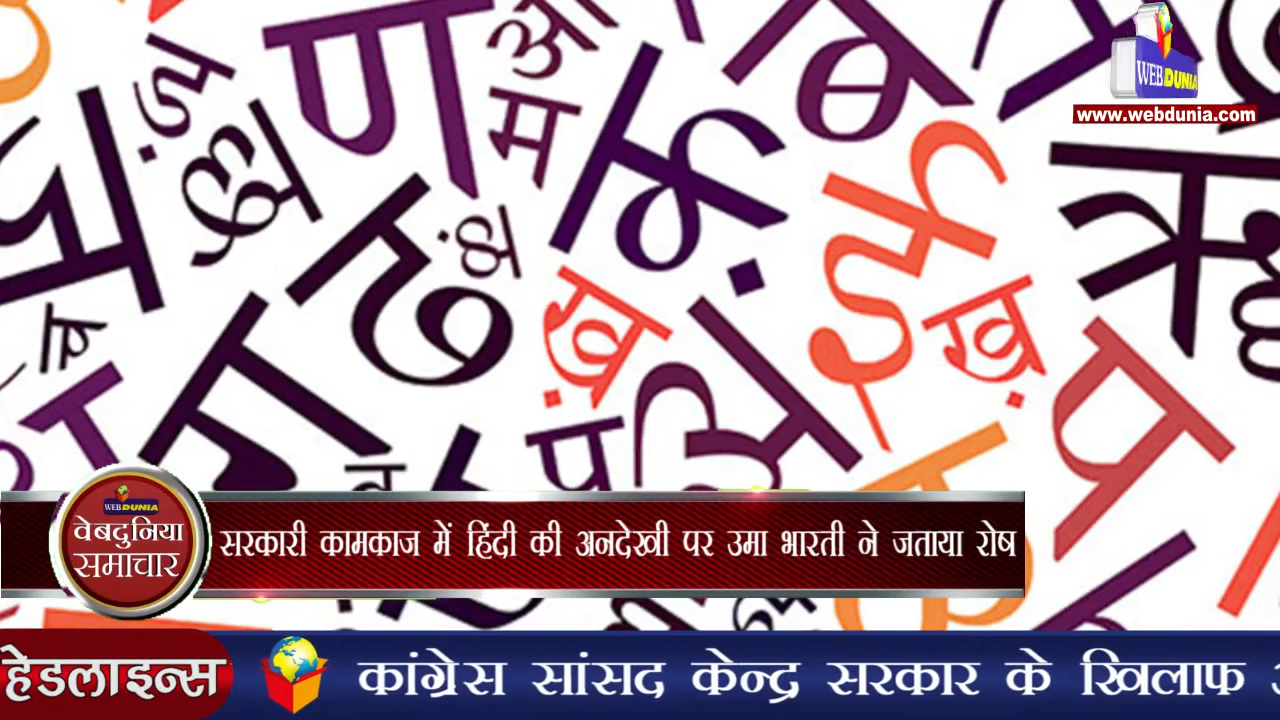 ण
आ
ज़
म
क
ब
ई
ऋ
छ
ढ
ख़
ख़
प
ग
प
WEBDUNIA
www.webdunia.com
WEBDUNIA
वेबदुनिया
समाचार
सरकारी कामकाज में हिंदी की अनदेखी पर उमा भारती ने जताया रोष
हेडलाइन्स
कांग्रेस सांसद केन्द्र सरकार के खिलाफ